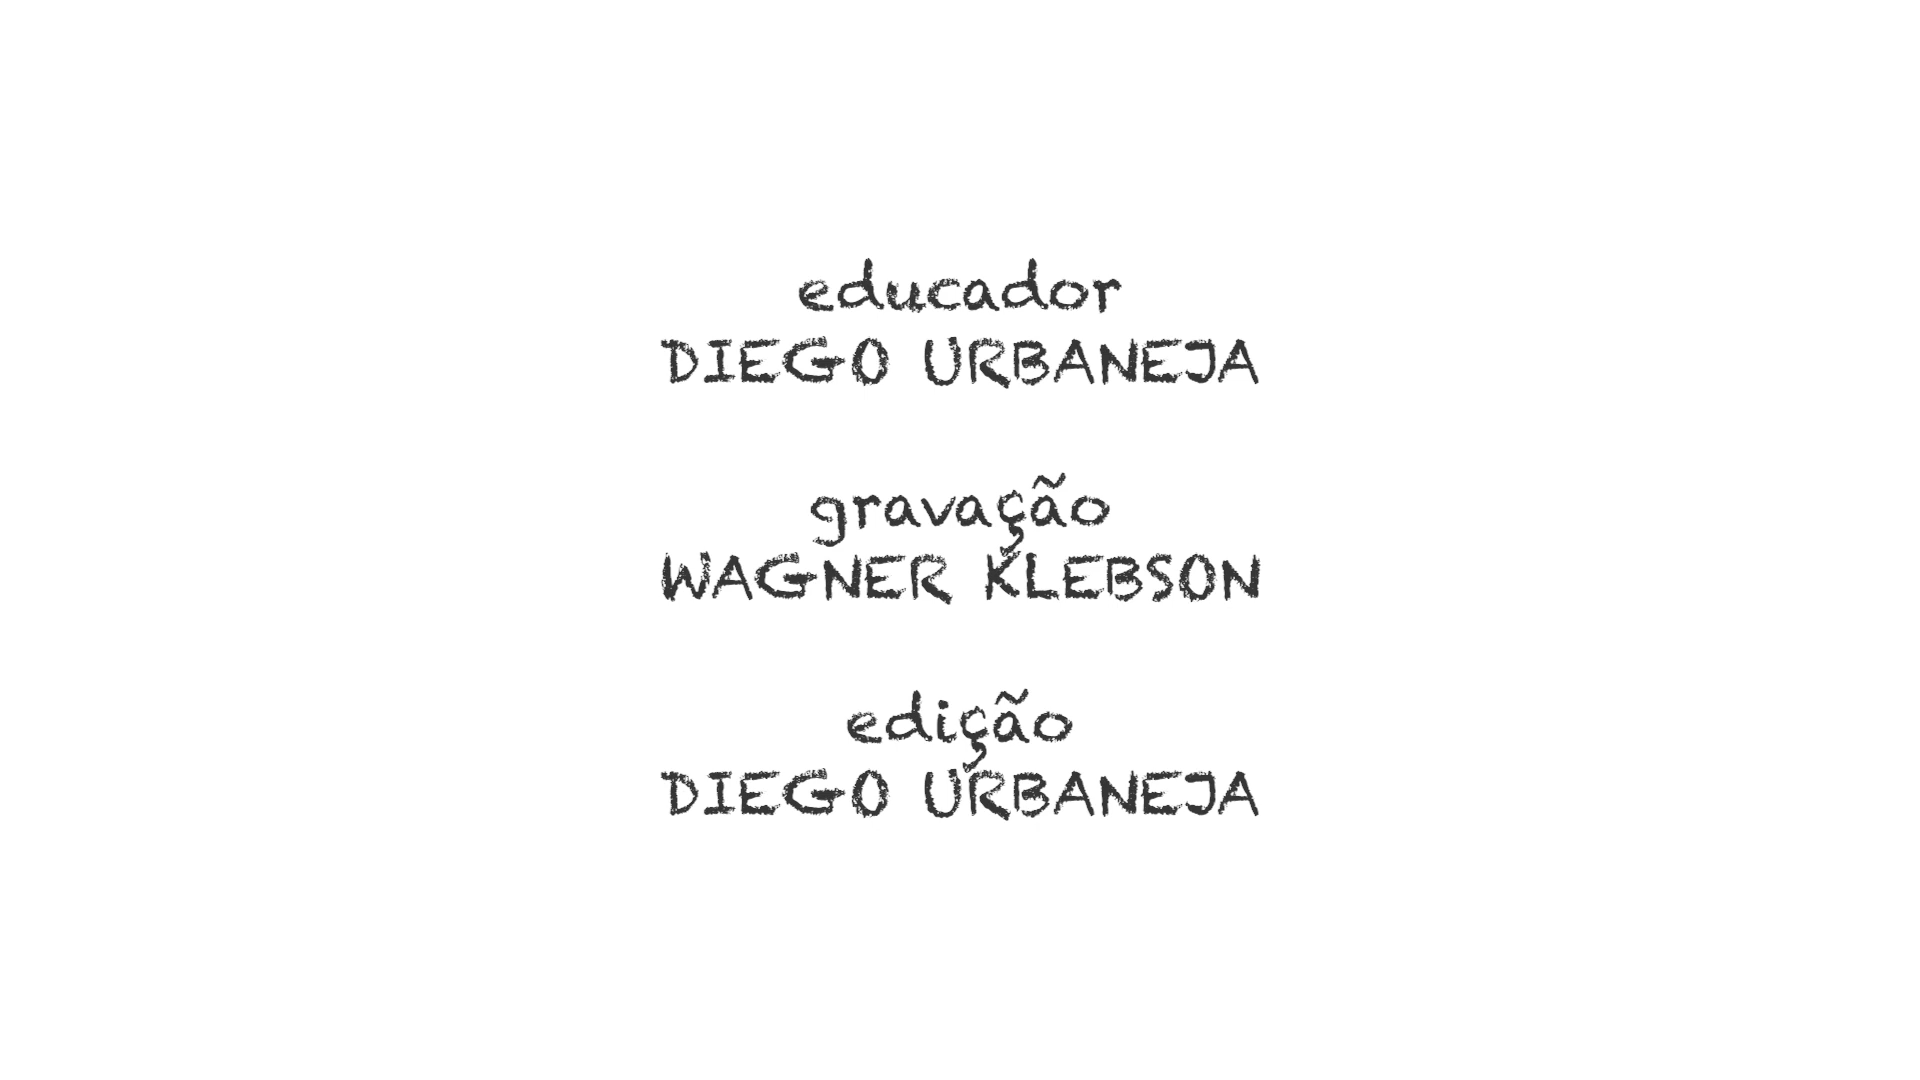 educador
DIEGO URBANEJA
gravação
WAGNER KLEBSON
edição
DIEGO URBANEJA